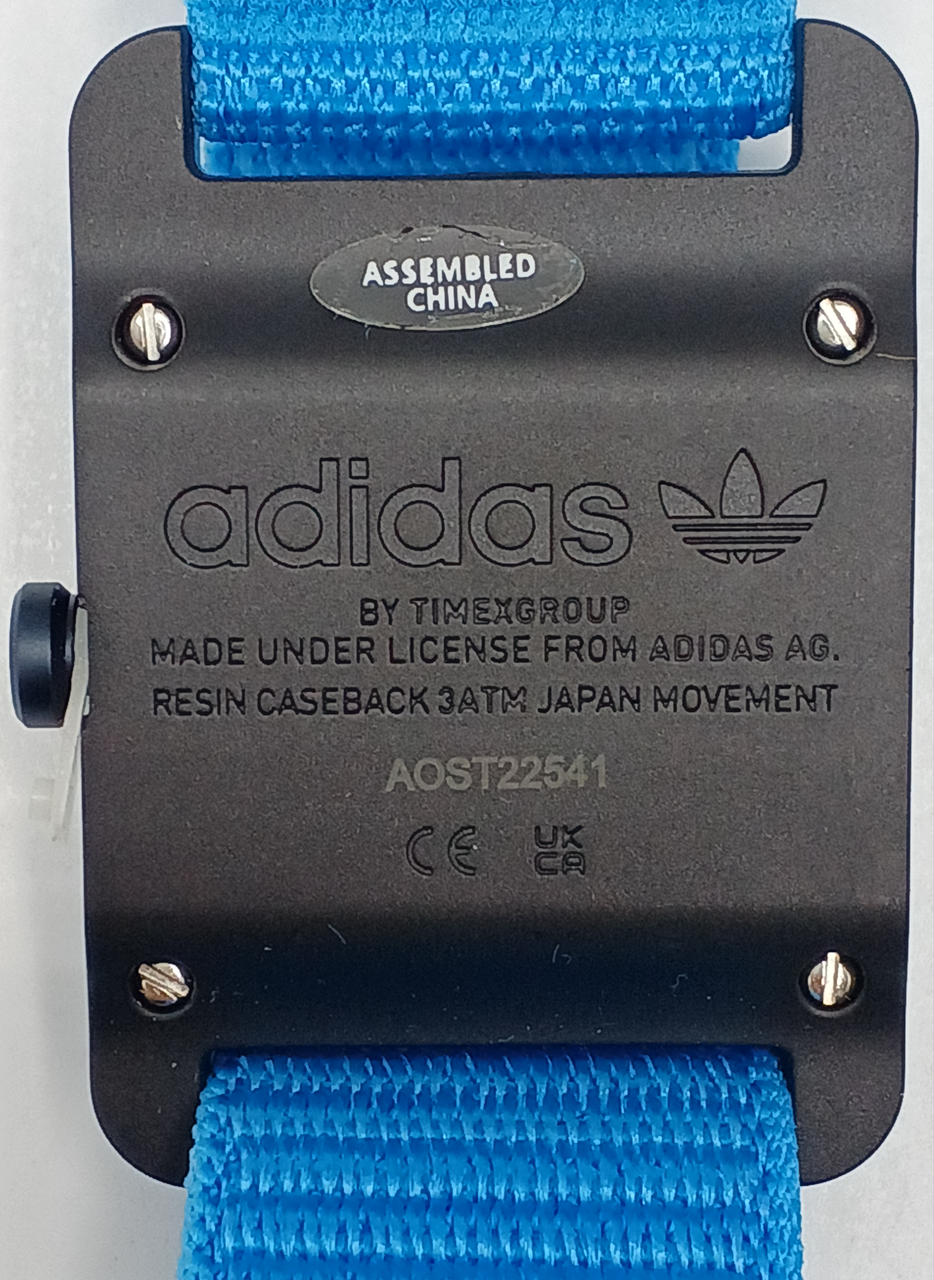 ASSEMBLED
CHINA
adidas
BY TIMEXGROUP
MADE UNDER LICENSE FROM ADIDAS AG.
RESIN CASEBACK 3ATM JAPAN MOVEMENT
AOST22541
CE UK
CA